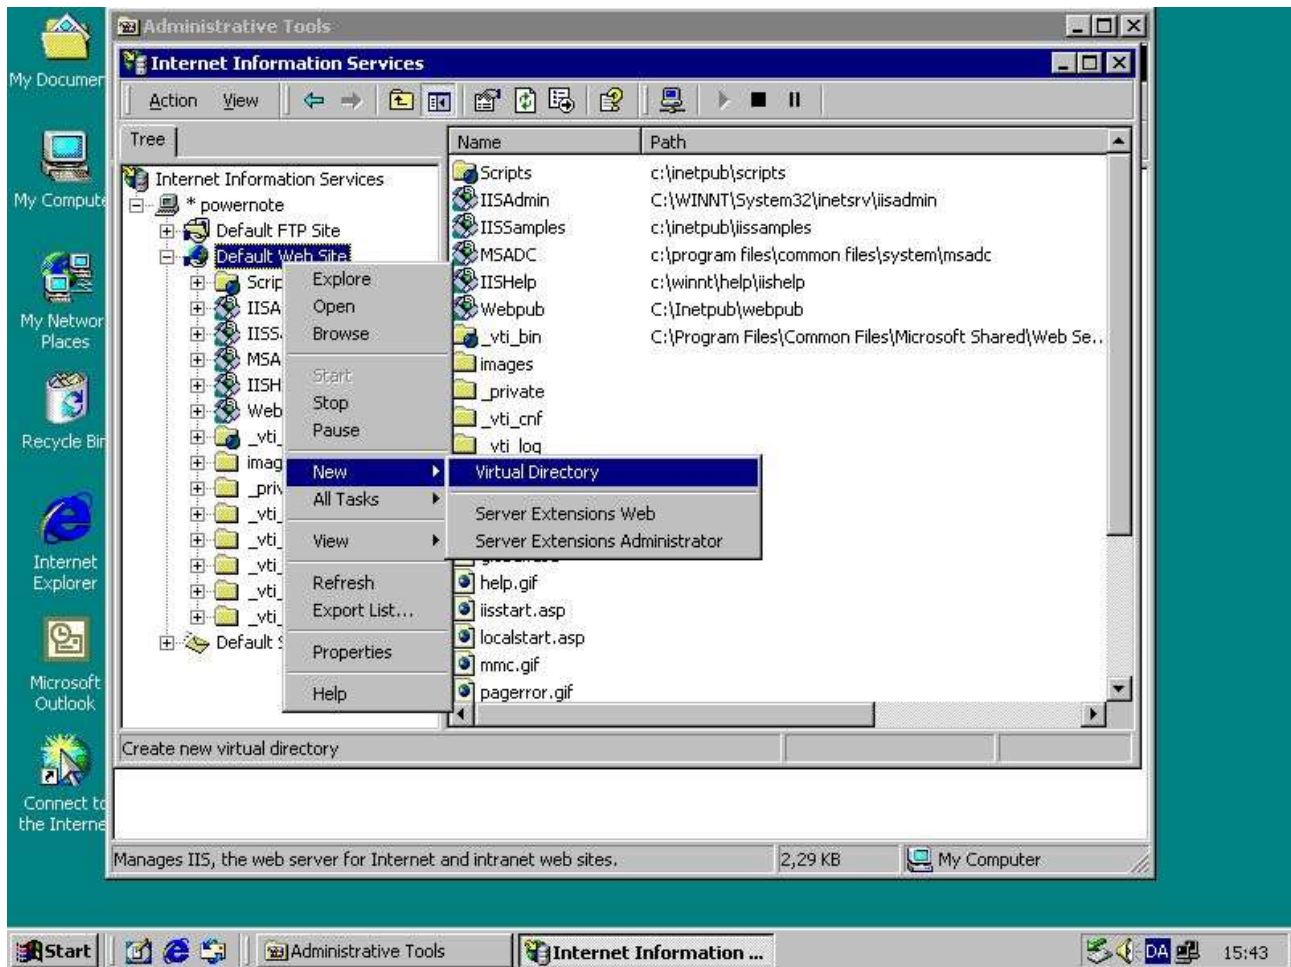 My Documen
My Compute
My Networ
Places
Recycle Bin
Internet
Explorer
Microsoft
Outlook
Connect to
the Interne
Administrative Tools
Internet Information Services
Action View
Tree
Internet Information Services
* powernote
Default FTP Site
Default Web Site
Scrip
IISA
IISS
MSA
IISH
Web
_vti_
imag
_priv
_vti_
_vti_
_vti_
_vti_
_vti_
Default S
Explore
Open
Browse
Start
Stop
Pause
New
All Tasks
View
Refresh
Export List...
Properties
Help
Virtual Directory
Server Extensions Web
Server Extensions Administrator
Name Path
Scripts c:\inetpub\scripts
IISAdmin C:\WINNT\System32\inetsrv\iisadmin
IISSamples c:\inetpub\iissamples
MSADC c:\program files\common files\system\msadc
IISHelp c:\winnt\help\iishelp
Webpub C:\Inetpub\webpub
_vti_bin C:\Program Files\Common Files\Microsoft Shared\Web Se..
images
_private
_vti_cnf
_vti_log
help.gif
iisstart.asp
localstart.asp
mmc.gif
pagerror.gif
Create new virtual directory
Manages IIS, the web server for Internet and intranet web sites. 2,29 KB My Computer
Start Administrative Tools Internet Information ... DA 15:43